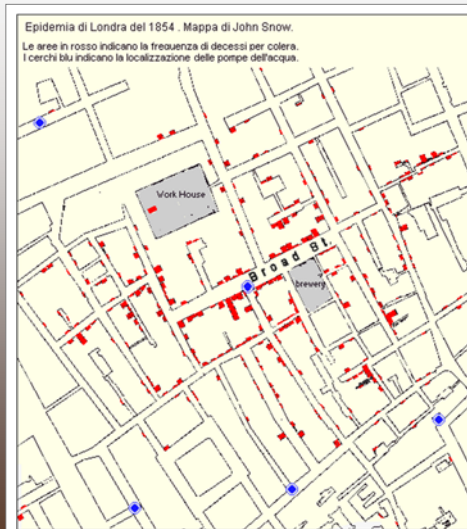 Epidemia di Londra del 1854 . Mappa di John Snow.
Le aree in rosso indicano la frequenza di decessi per colera.
I cerchi blu indicano la localizzazione delle pompe dell'acqua.
Work House
Broad St.
brewery